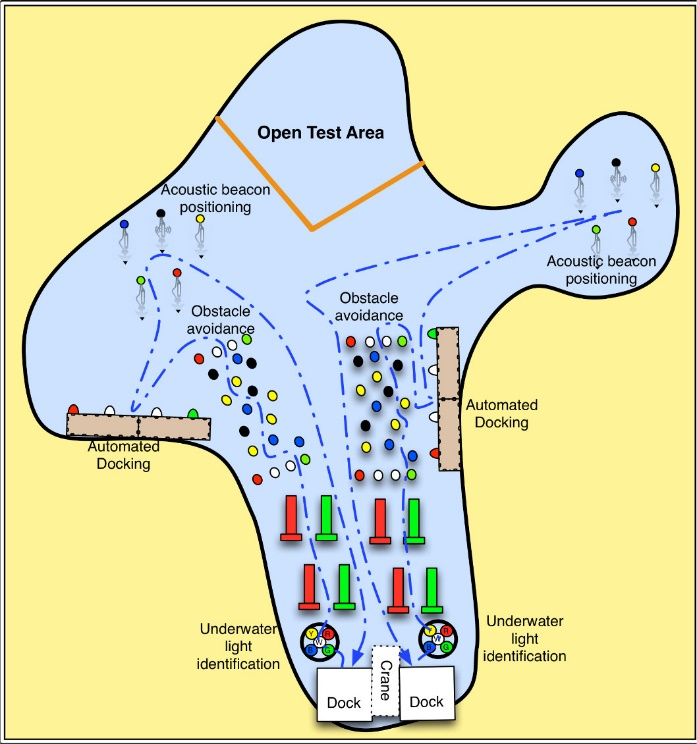 Open Test Area
Acoustic beacon
positioning
Acoustic beacon
positioning
Obstacle
avoidance
Obstacle
avoidance
Automated
Docking
Automated
Docking
Underwater
light
identification
Underwater
light
identification
Y R
W
B G
Y R
W
B G
Crane
Dock
Dock